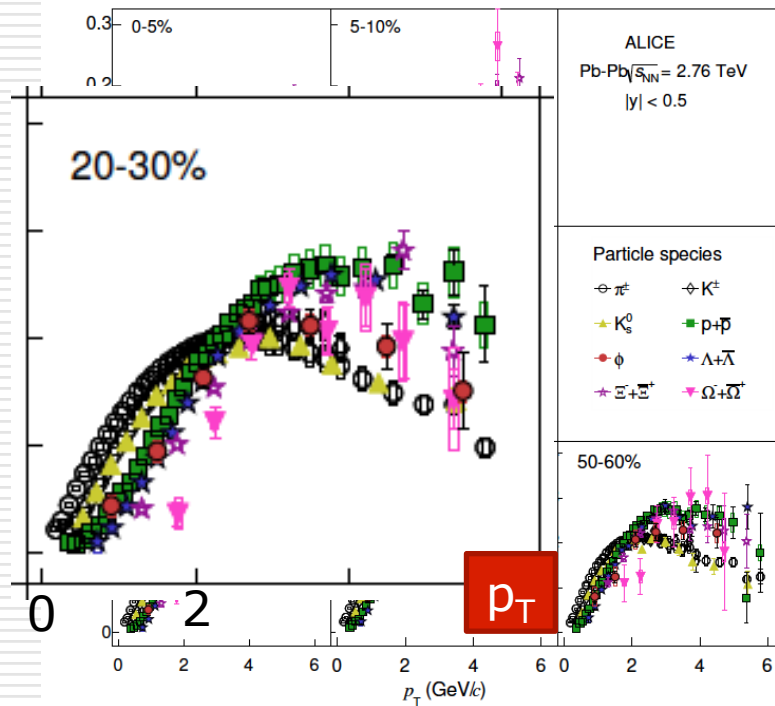 0.3
0-5%
5-10%
ALICE
Pb-Pb √sNN = 2.76 TeV
|y| < 0.5
20-30%
Particle species
π± K±
K0s p+p̅
ϕ Λ+Λ̅
Ξ-+Ξ̅+ Ω-+Ω̅+
50-60%
pT
0 2
0
0 2 4 6 0 2 4 6 0 2 4 6
pT (GeV/c)